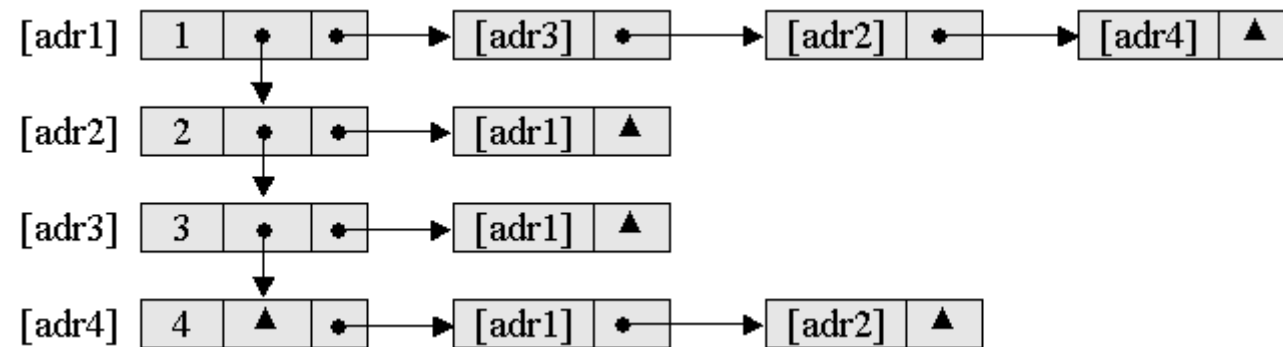 [adr1] 1 [adr3] [adr2] [adr4]
[adr2] 2 [adr1]
[adr3] 3 [adr1]
[adr4] 4 [adr1] [adr2]